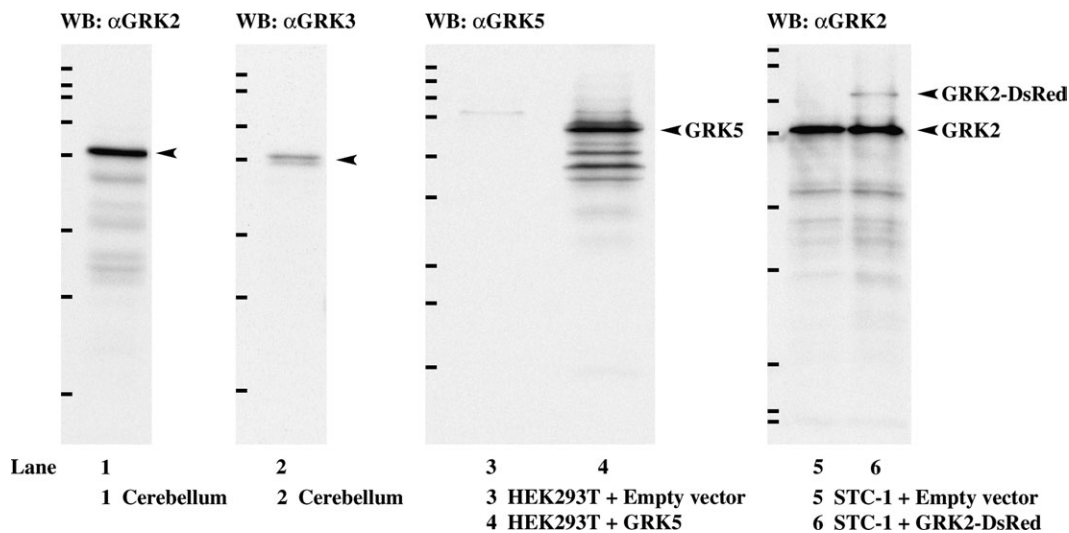 WB: αGRK2
WB: αGRK3
WB: αGRK5
WB: αGRK2
GRK2-DsRed
GRK5
GRK2
Lane 1 2 3 4 5 6
1 Cerebellum
2 Cerebellum
3 HEK293T + Empty vector
4 HEK293T + GRK5
5 STC-1 + Empty vector
6 STC-1 + GRK2-DsRed